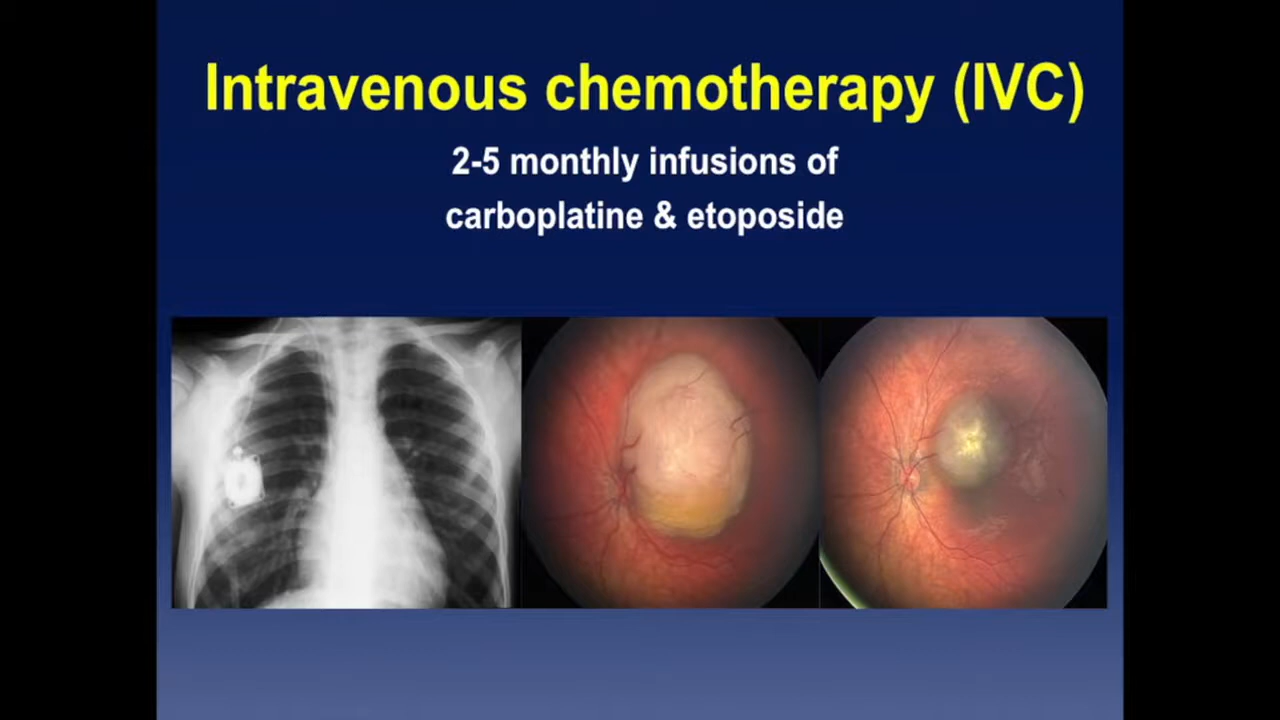 Intravenous chemotherapy (IVC)
2-5 monthly infusions of
carboplatine & etoposide